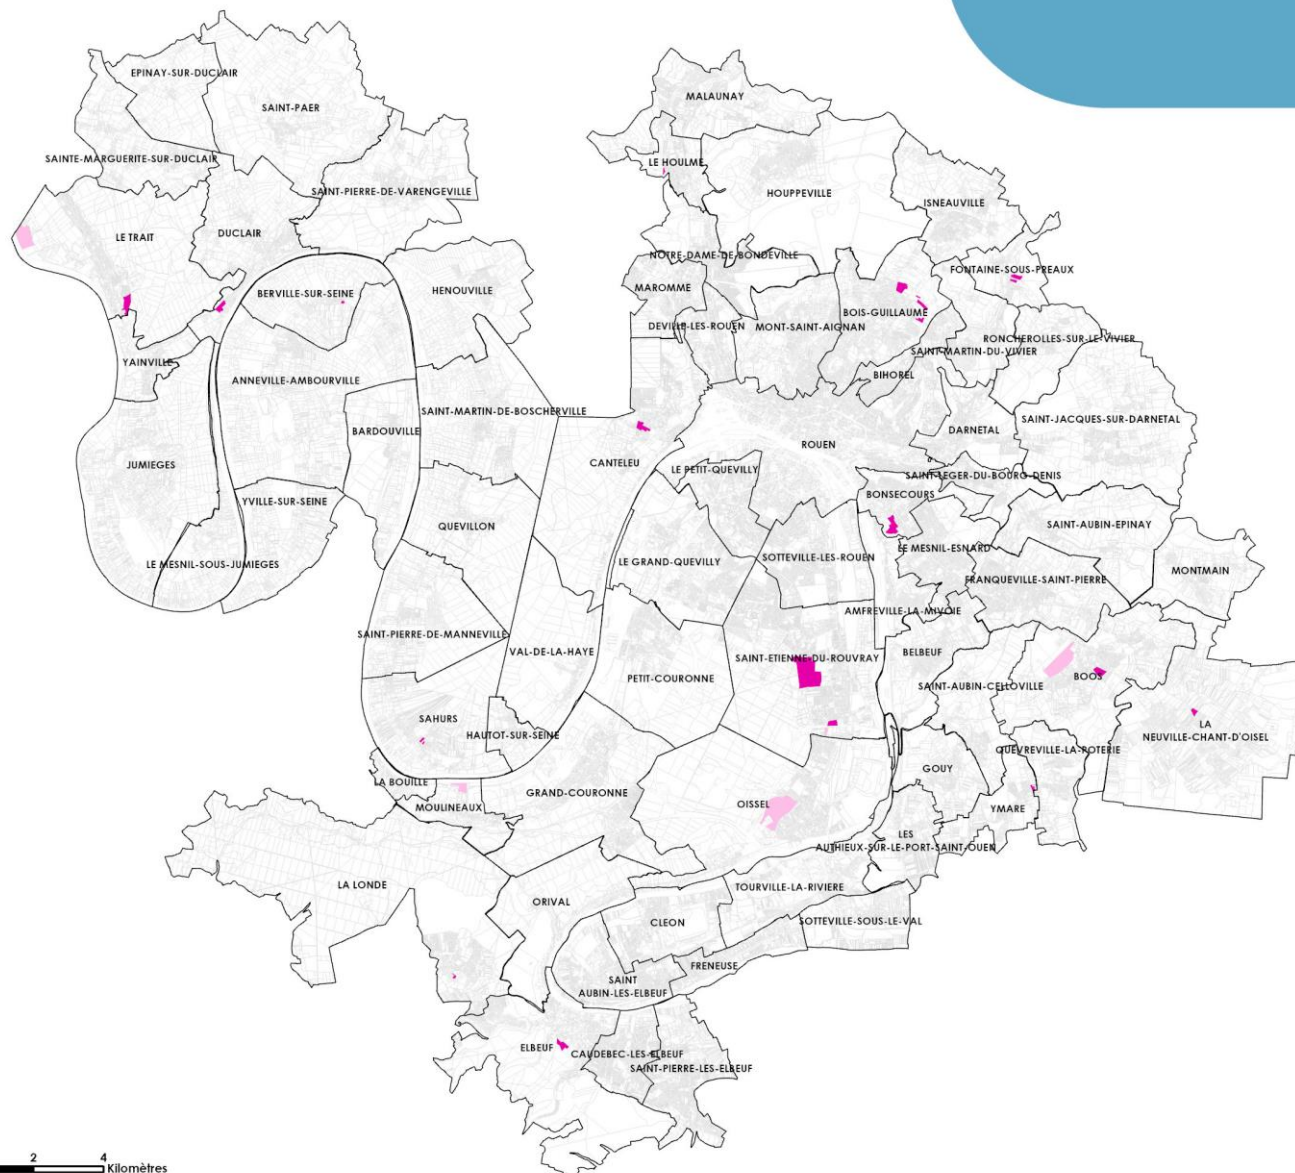 EPINAY-SUR-DUCLAIR
MALAUNAY
SAINT-PAER
SAINTE-MARGUERITE-SUR-DUCLAIR
LE HOULME
SAINT-PIERRE-DE-VARENGEVILLE
HOUPPEVILLE
ISNEAUVILLE
LE TRAIT
DUCLAIR
NOTRE-DAME-DE-BONDEVILLE
FONTAINE-SOUS-PREAUX
BERVILLE-SUR-SEINE
HENOUVILLE
MAROMME
BOIS-GUILLAUME
DEVILLE-LES-ROUEN
MONT-SAINT-AIGNAN
RONCHEROLLES-SUR-LE-VIVIER
SAINT-MARTIN-DU-VIVIER
YAINVILLE
BIHOREL
ANNEVILLE-AMBOURVILLE
SAINT-MARTIN-DE-BOSCHERVILLE
SAINT-JACQUES-SUR-DARNETAL
BARDOUVILLE
DARNETAL
ROUEN
JUMIEGES
CANTELEU
LE PETIT-QUEVILLY
SAINT-LEGER-DU-BOURG-DENIS
YVILLE-SUR-SEINE
BONSECOURS
QUEVILLON
SAINT-AUBIN-EPINAY
LE MESNIL-ESNARD
SOTTEVILLE-LES-ROUEN
LE MESNIL-SOUS-JUMIEGES
LE GRAND-QUEVILLY
MONTMAIN
FRANQUEVILLE-SAINT-PIERRE
AMFREVILLE-LA-MIVOIE
SAINT-PIERRE-DE-MANNEVILLE
VAL-DE-LA-HAYE
BELBEUF
SAINT-ETIENNE-DU-ROUVRAY
PETIT-COURONNE
BOOS
SAINT-AUBIN-CELLOVILLE
SAHURS
LA
NEUVILLE-CHANT-D'OISEL
HAUTOT-SUR-SEINE
QUEVREVILLE-LA-POTERIE
GOUY
LA BOUILLE
GRAND-COURONNE
OISSEL
MOULINEAUX
YMARE
LES
AUTHIEUX-SUR-LE-PORT-SAINT-OUEN
LA LONDE
TOURVILLE-LA-RIVIERE
ORIVAL
CLEON
SOTTEVILLE-SOUS-LE-VAL
FRENEUSE
SAINT
AUBIN-LES-ELBEUF
ELBEUF
CAUDEBEC-LES-ELBEUF
SAINT-PIERRE-LES-ELBEUF
2 4
Kilomètres